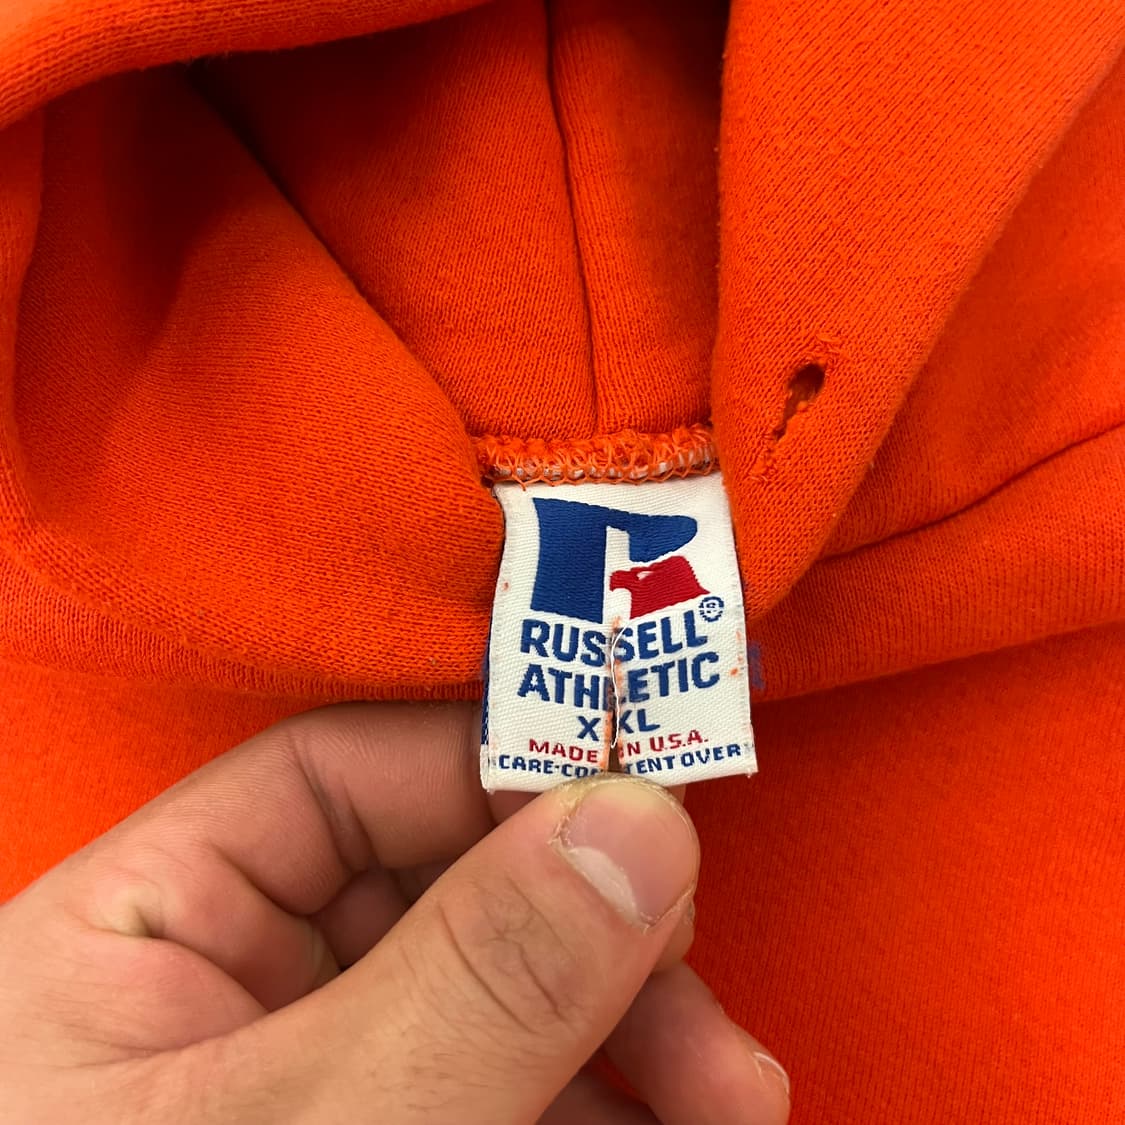 RUSSELL®
ATHLETIC
XXL
MADE IN U.S.A.
CARE-CONTENT OVER